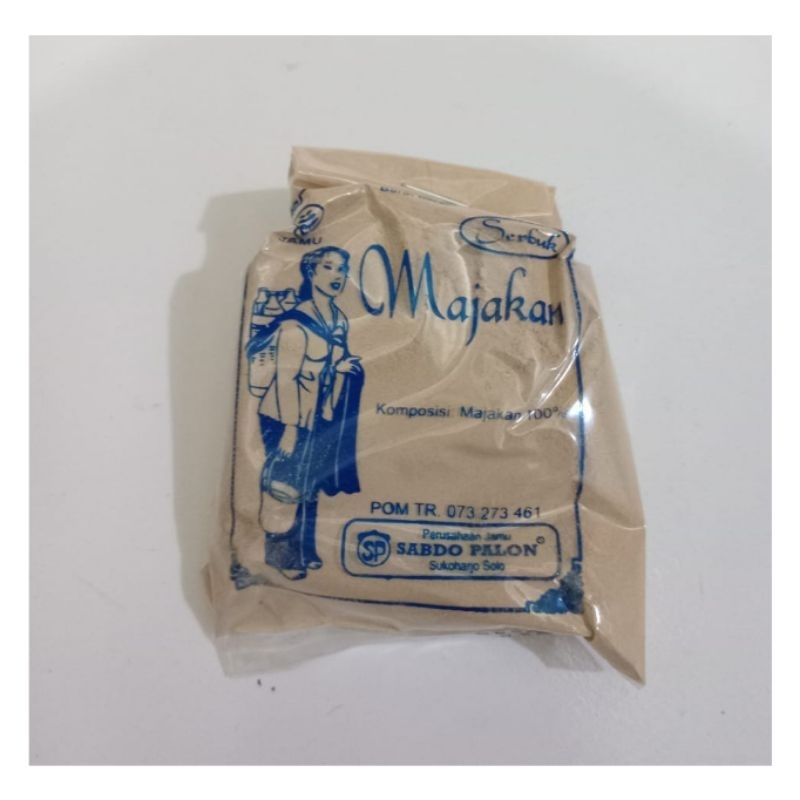 JAMU
Serbuk
Majakan
Komposisi: Majakan 100%
POM TR. 073 273 461
Perusahaan Jamu
SP SABDO PALON
Sukoharjo Solo